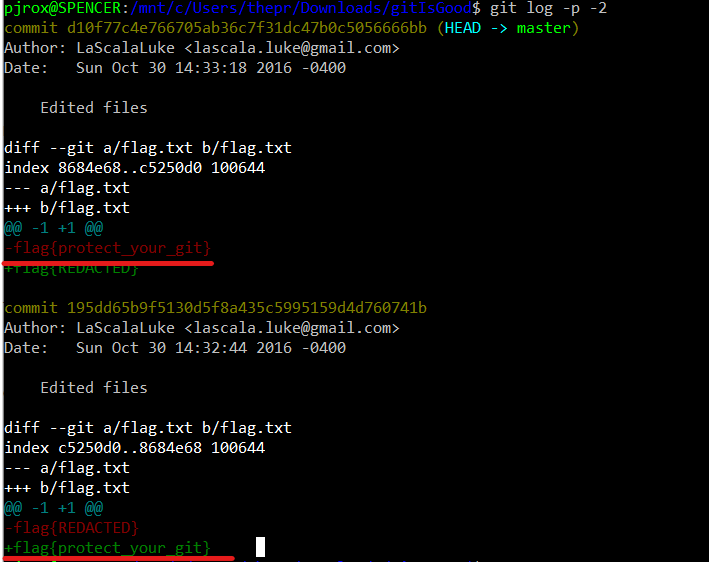 pjrox@SPENCER:/mnt/c/Users/thepr/Downloads/gitIsGood$ git log -p -2
commit d10f77c4e766705ab36c7f31dc47b0c5056666bb (HEAD -> master)
Author: LaScalaLuke <lascala.luke@gmail.com>
Date:   Sun Oct 30 14:33:18 2016 -0400

    Edited files

diff --git a/flag.txt b/flag.txt
index 8684e68..c5250d0 100644
--- a/flag.txt
+++ b/flag.txt
@@ -1 +1 @@
-flag{protect_your_git}
+flag{REDACTED}

commit 195dd65b9f5130d5f8a435c5995159d4d760741b
Author: LaScalaLuke <lascala.luke@gmail.com>
Date:   Sun Oct 30 14:32:44 2016 -0400

    Edited files

diff --git a/flag.txt b/flag.txt
index c5250d0..8684e68 100644
--- a/flag.txt
+++ b/flag.txt
@@ -1 +1 @@
-flag{REDACTED}
+flag{protect_your_git}